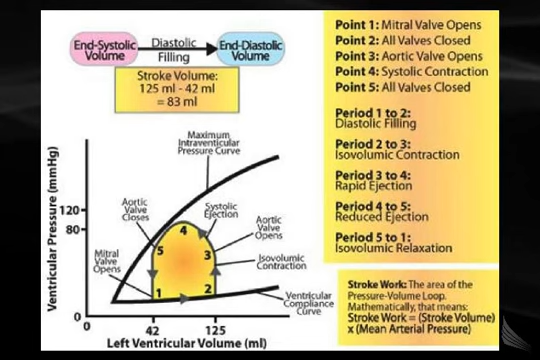 End-Systolic
Volume
Diastolic
Filling
End-Diastolic
Volume
Stroke Volume:
125 ml - 42 ml
= 83 ml
Ventricular Pressure (mmHg)
120
80
0
Maximum
Intraventicular
Pressure Curve
Aortic
Valve
Closes
Systolic
Ejection
Aortic
Valve
Opens
Mitral
Valve
Opens
Isovolumic
Contraction
Ventricular
Compliance
Curve
4
5
3
1
2
0
42
125
Left Ventricular Volume (ml)
Point 1: Mitral Valve Opens
Point 2: All Valves Closed
Point 3: Aortic Valve Opens
Point 4: Systolic Contraction
Point 5: All Valves Closed
Period 1 to 2:
Diastolic Filling
Period 2 to 3:
Isovolumic Contraction
Period 3 to 4:
Rapid Ejection
Period 4 to 5:
Reduced Ejection
Period 5 to 1:
Isovolumic Relaxation
Stroke Work: The area of the
Pressure-Volume Loop.
Mathematically, that means:
Stroke Work = (Stroke Volume)
x (Mean Arterial Pressure)